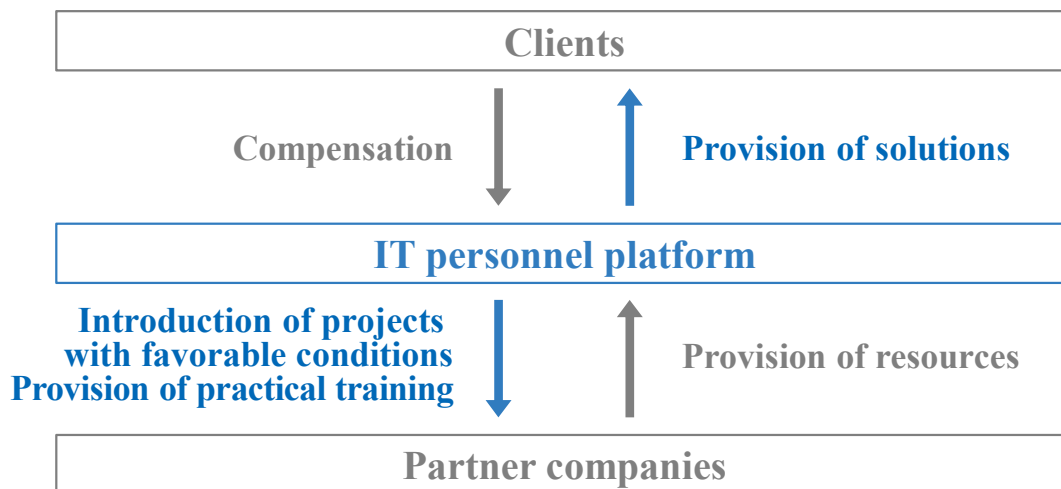 Clients
Compensation
Provision of solutions
IT personnel platform
Introduction of projects
with favorable conditions
Provision of practical training
Provision of resources
Partner companies